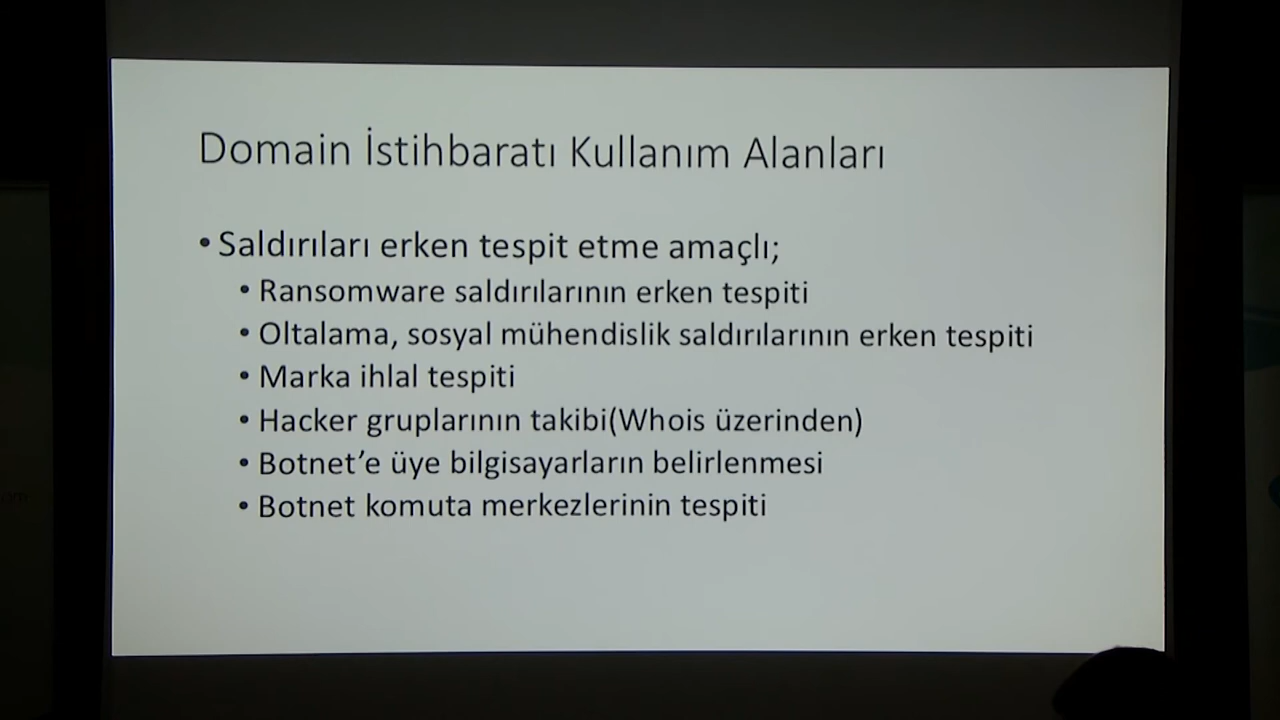 Domain İstihbaratı Kullanım Alanları
• Saldırıları erken tespit etme amaçlı;
• Ransomware saldırılarının erken tespiti
• Oltalama, sosyal mühendislik saldırılarının erken tespiti
• Marka ihlal tespiti
• Hacker gruplarının takibi(Whois üzerinden)
• Botnet’e üye bilgisayarların belirlenmesi
• Botnet komuta merkezlerinin tespiti